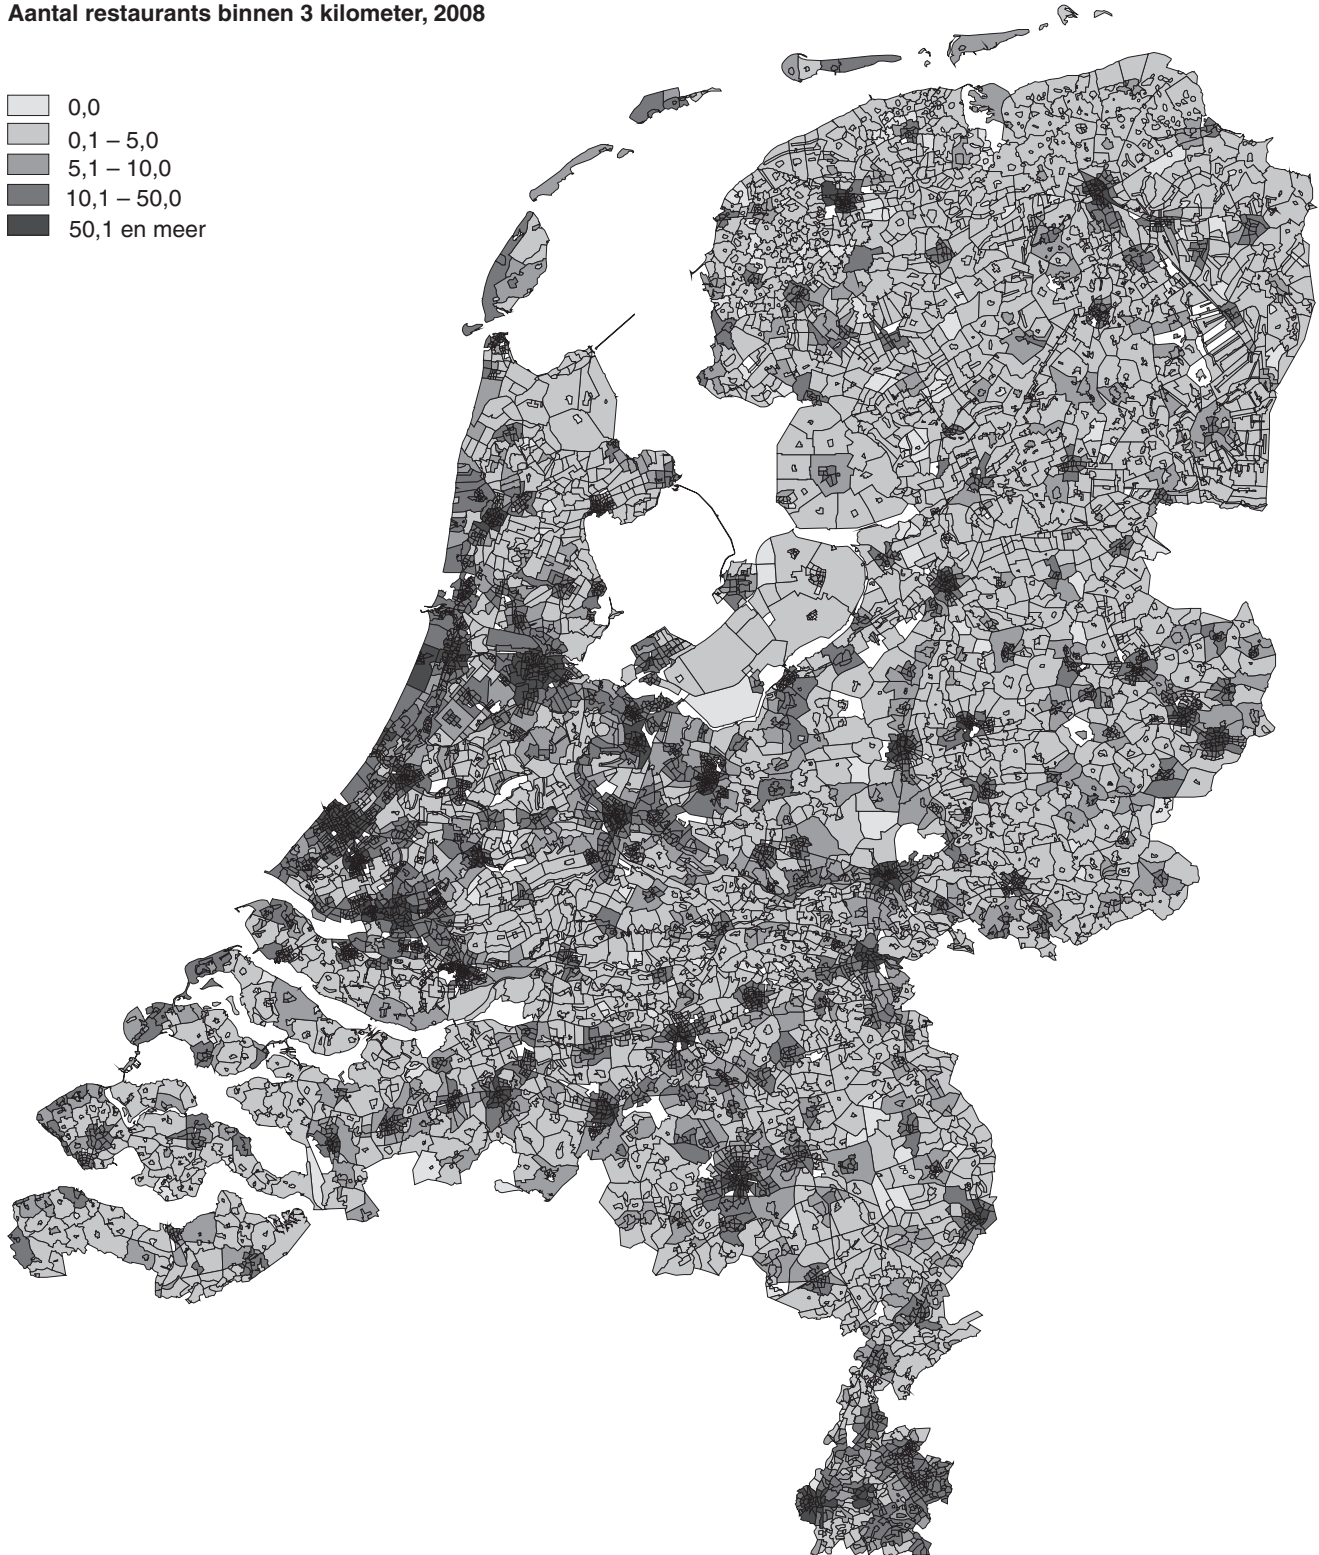 Aantal restaurants binnen 3 kilometer, 2008
0,0
0,1 – 5,0
5,1 – 10,0
10,1 – 50,0
50,1 en meer